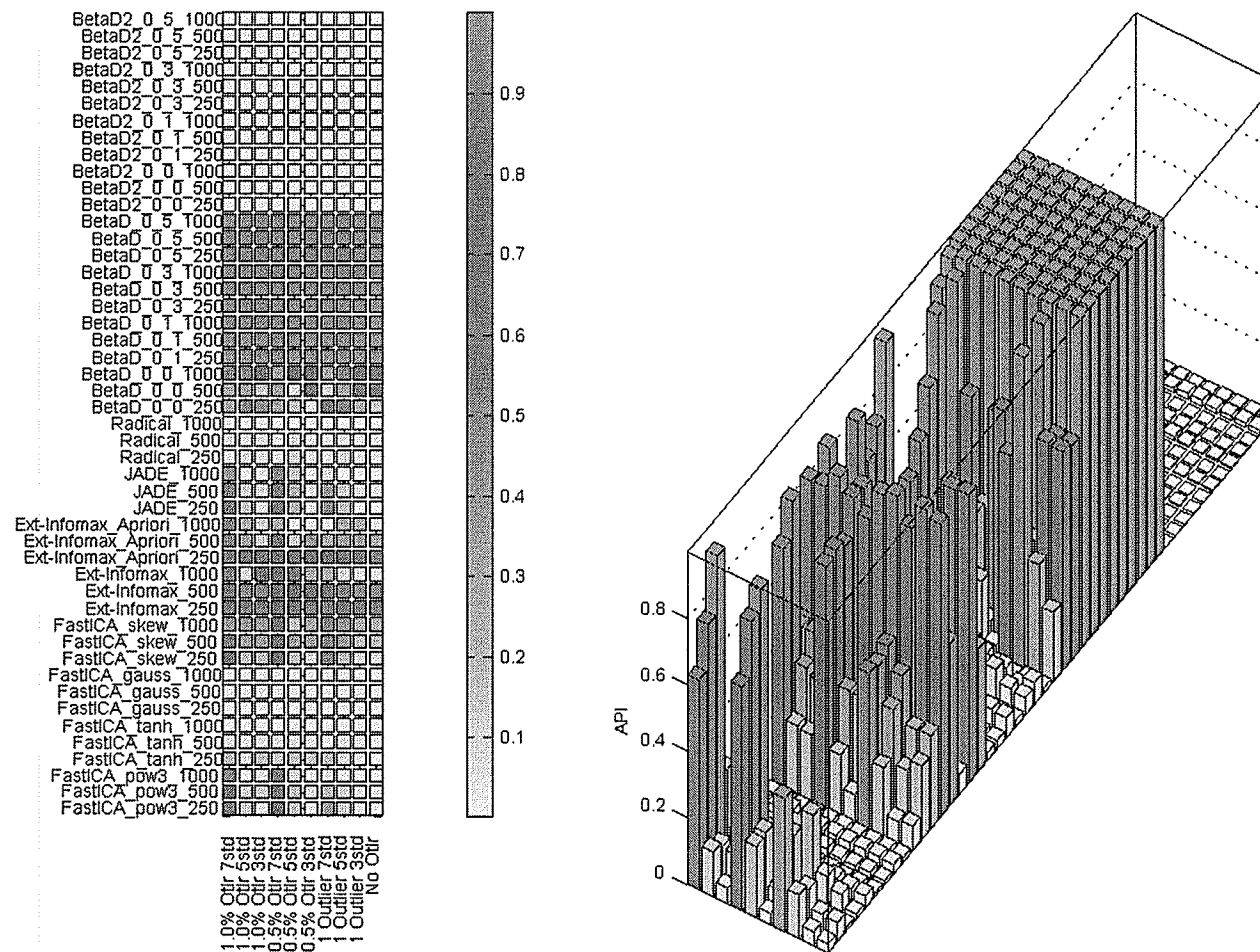 BetaD2_0_5_1000
BetaD2_0_5_500
BetaD2_0_5_250
BetaD2_0_3_1000
BetaD2_0_3_500
BetaD2_0_3_250
BetaD2_0_1_1000
BetaD2_0_1_500
BetaD2_0_1_250
BetaD2_0_0_1000
BetaD2_0_0_500
BetaD2_0_0_250
BetaD_0_5_1000
BetaD_0_5_500
BetaD_0_5_250
BetaD_0_3_1000
BetaD_0_3_500
BetaD_0_3_250
BetaD_0_1_1000
BetaD_0_1_500
BetaD_0_1_250
BetaD_0_0_1000
BetaD_0_0_500
BetaD_0_0_250
Radical_1000
Radical_500
Radical_250
JADE_1000
JADE_500
JADE_250
Ext-Infomax_Apriori_1000
Ext-Infomax_Apriori_500
Ext-Infomax_Apriori_250
Ext-Infomax_1000
Ext-Infomax_500
Ext-Infomax_250
FastICA_skew_1000
FastICA_skew_500
FastICA_skew_250
FastICA_gauss_1000
FastICA_gauss_500
FastICA_gauss_250
FastICA_tanh_1000
FastICA_tanh_500
FastICA_tanh_250
FastICA_pow3_1000
FastICA_pow3_500
FastICA_pow3_250
1.0% Otlr 7std
1.0% Otlr 5std
1.0% Otlr 3std
0.5% Otlr 7std
0.5% Otlr 5std
0.5% Otlr 3std
1 Outlier 7std
1 Outlier 5std
1 Outlier 3std
No Otlr
0.9
0.8
0.7
0.6
0.5
0.4
0.3
0.2
0.1
API
0.8
0.6
0.4
0.2
0